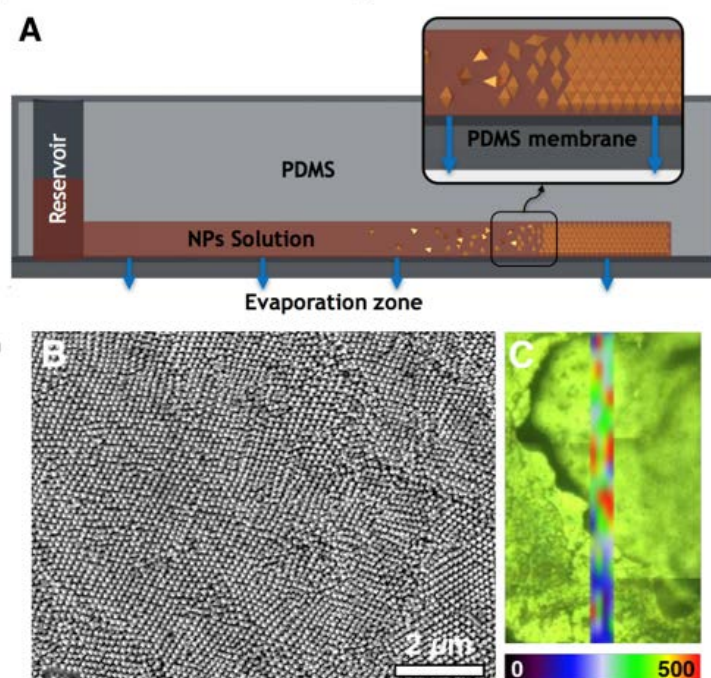 A
Reservoir
PDMS
PDMS membrane
NPs Solution
Evaporation zone
B
2 µm
C
0 500